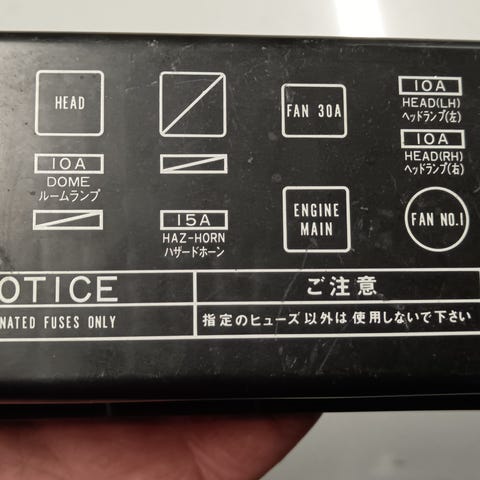 HEAD
FAN 30A
10A
HEAD(LH)
ヘッドランプ(左)
10A
HEAD(RH)
ヘッドランプ(右)
10A
DOME
ルームランプ
15A
HAZ-HORN
ハザードホーン
ENGINE
MAIN
FAN NO.1
OTICE
NATED FUSES ONLY
ご注意
指定のヒューズ以外は使用しないで下さい